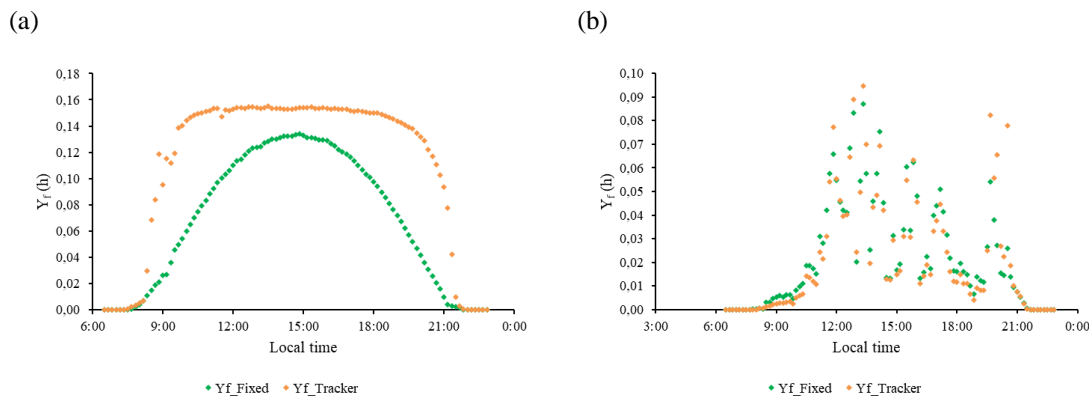 (a)
0,18
0,16
0,14
0,12
0,10
0,08
0,06
0,04
0,02
0,00
Yf (h)
6:00 9:00 12:00 15:00 18:00 21:00 0:00
Local time
Yf_Fixed Yf_Tracker
(b)
0,10
0,09
0,08
0,07
0,06
0,05
0,04
0,03
0,02
0,01
0,00
Yf (h)
3:00 6:00 9:00 12:00 15:00 18:00 21:00 0:00
Local time
Yf_Fixed Yf_Tracker